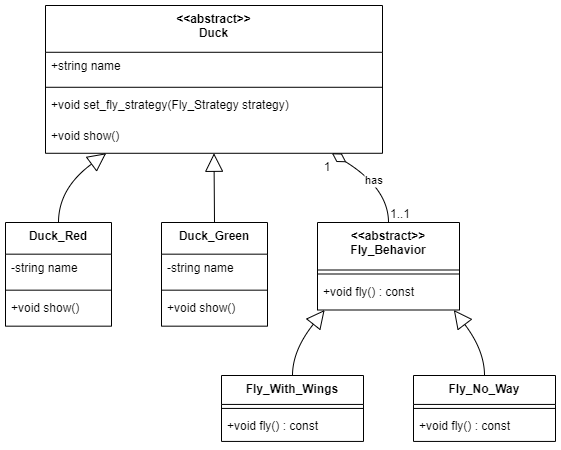 <<abstract>>
Duck
+string name
+void set_fly_strategy(Fly_Strategy strategy)
+void show()
1
has
1..1
Duck_Red
-string name
+void show()
Duck_Green
-string name
+void show()
<<abstract>>
Fly_Behavior
+void fly() : const
Fly_With_Wings
+void fly() : const
Fly_No_Way
+void fly() : const